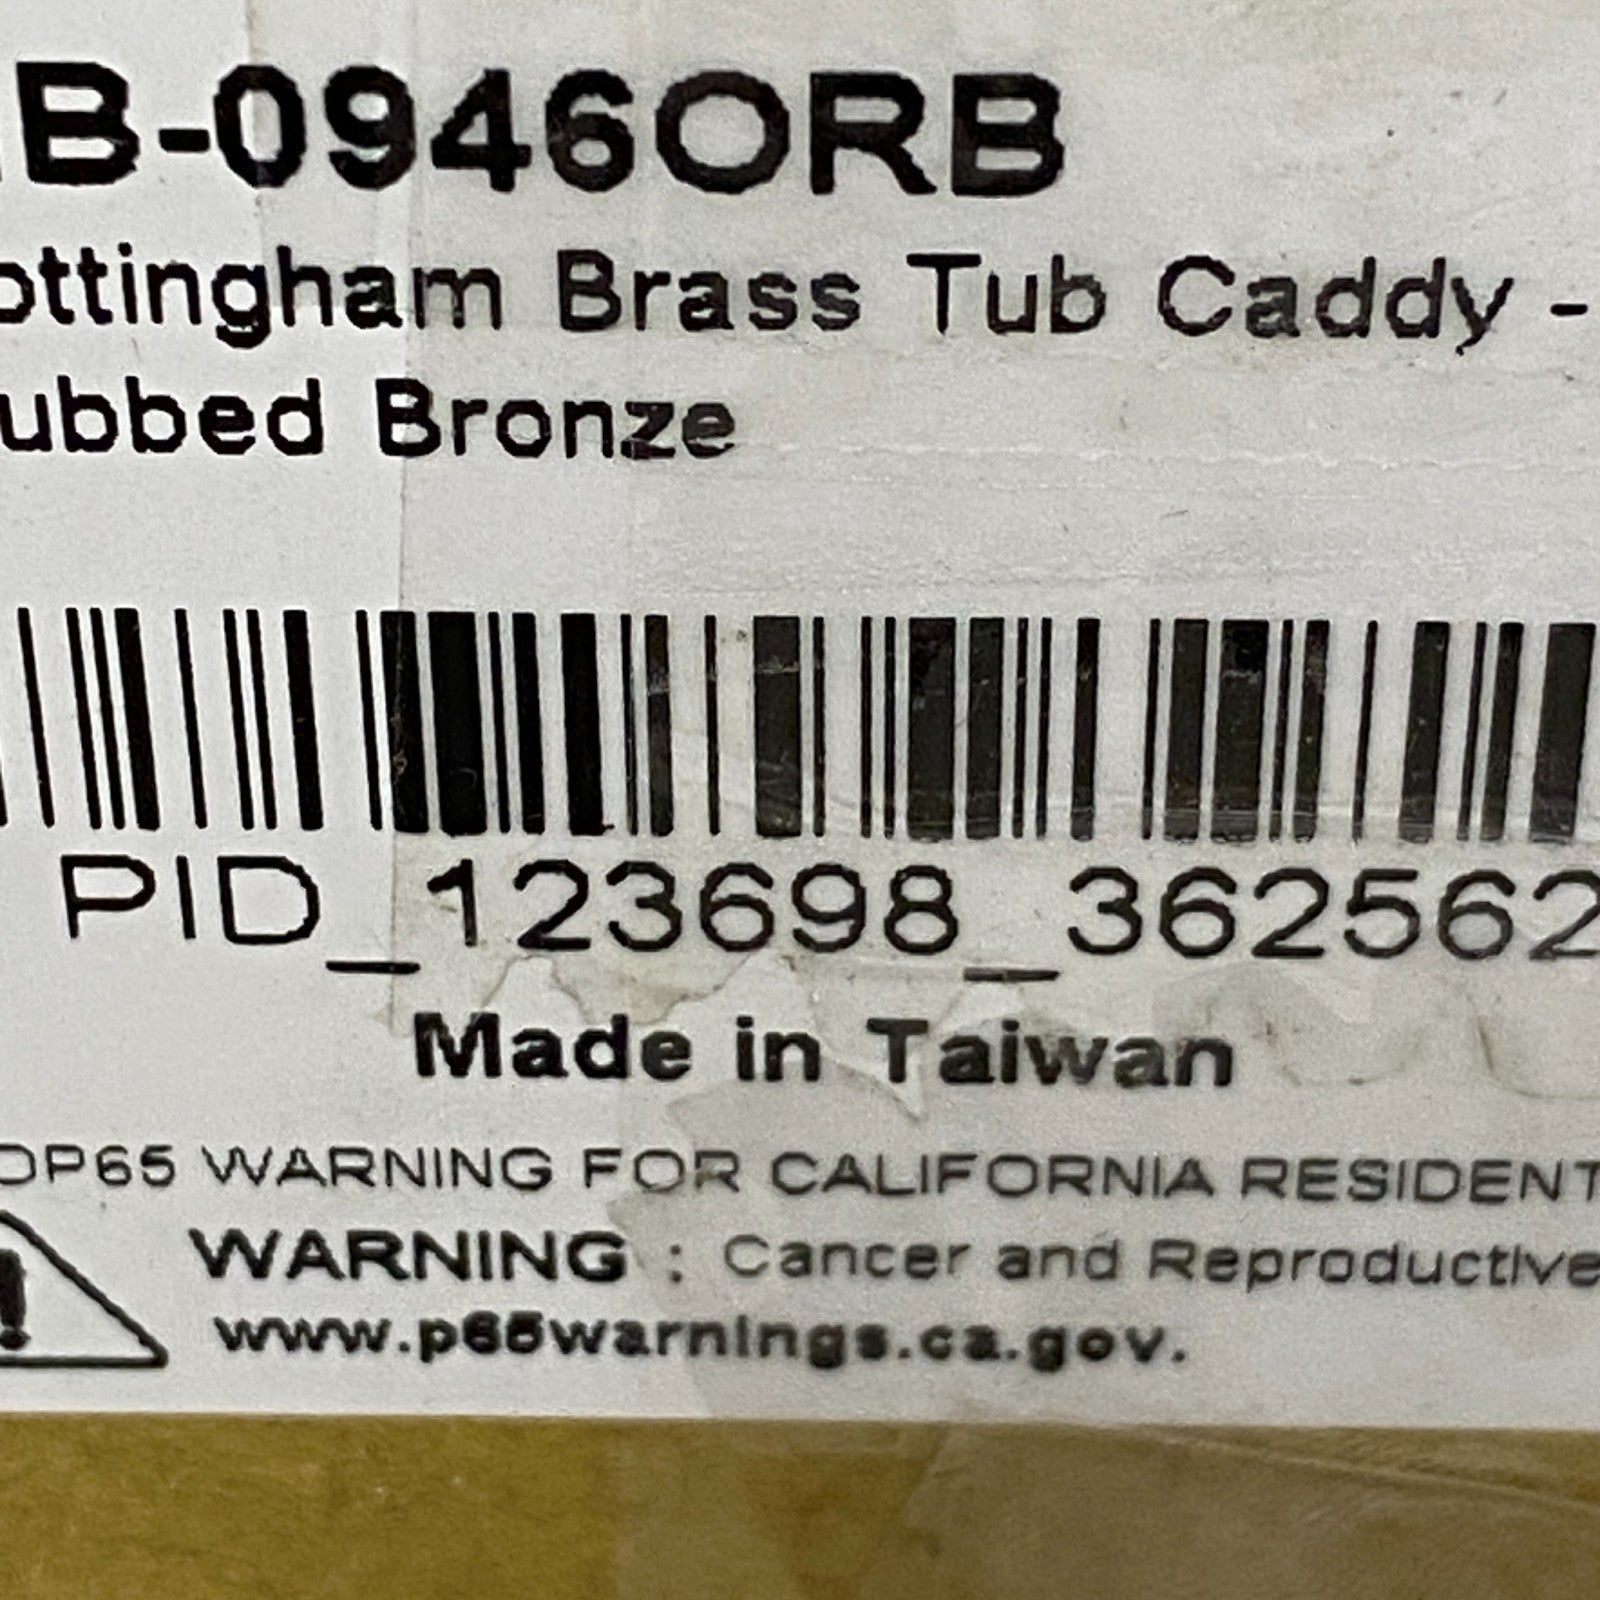 B-0946ORB
ottingham Brass Tub Caddy -
ubbed Bronze
PID_123698_362562
Made in Taiwan
OP65 WARNING FOR CALIFORNIA RESIDENT
WARNING : Cancer and Reproductive
www.p65warnings.ca.gov.